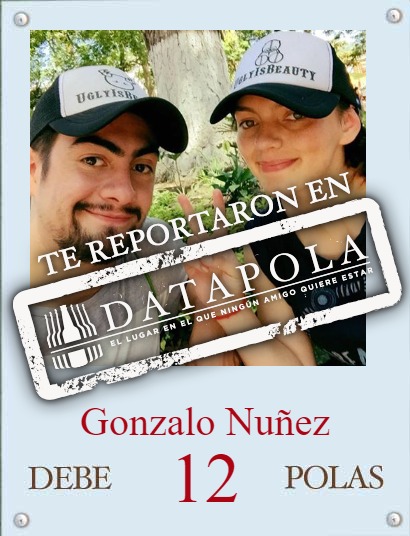 UGLYISBEAUTY
UGLYISB
TE REPORTARON EN
DATAPOLA
EL LUGAR EN EL QUE NINGÚN AMIGO QUIERE ESTAR
Gonzalo Nuñez
DEBE 12 POLAS